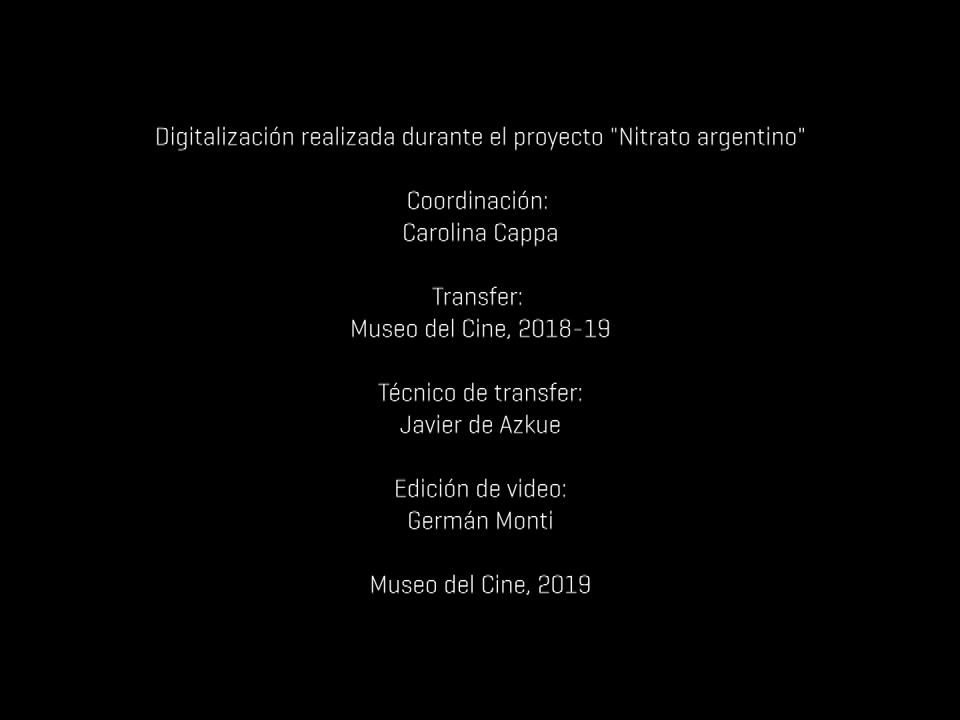 Digitalización realizada durante el proyecto "Nitrato argentino"
Coordinación:
Carolina Cappa
Transfer:
Museo del Cine, 2018-19
Técnico de transfer:
Javier de Azkue
Edición de video:
Germán Monti
Museo del Cine, 2019